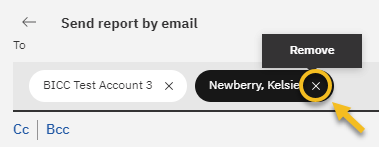 Send report by email
To
Remove
BICC Test Account 3
Newberry, Kelsie
Cc
Bcc